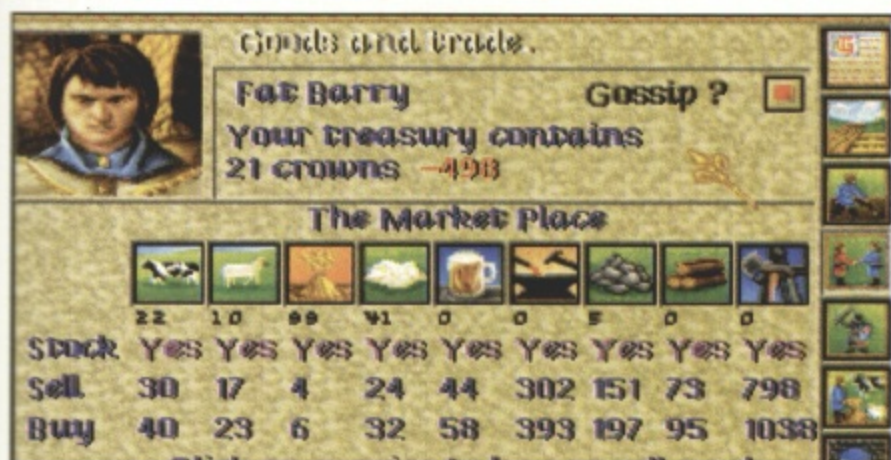 Goods and trade.
Fat Barry Gossip ?
Your treasury contains
21 crowns -498
The Market Place
22 10 99 41 0 0 5 0 0
Stock Yes Yes Yes Yes Yes Yes Yes Yes Yes
Sell 30 17 4 24 44 302 151 73 798
Buy 40 23 6 32 58 393 197 95 1038